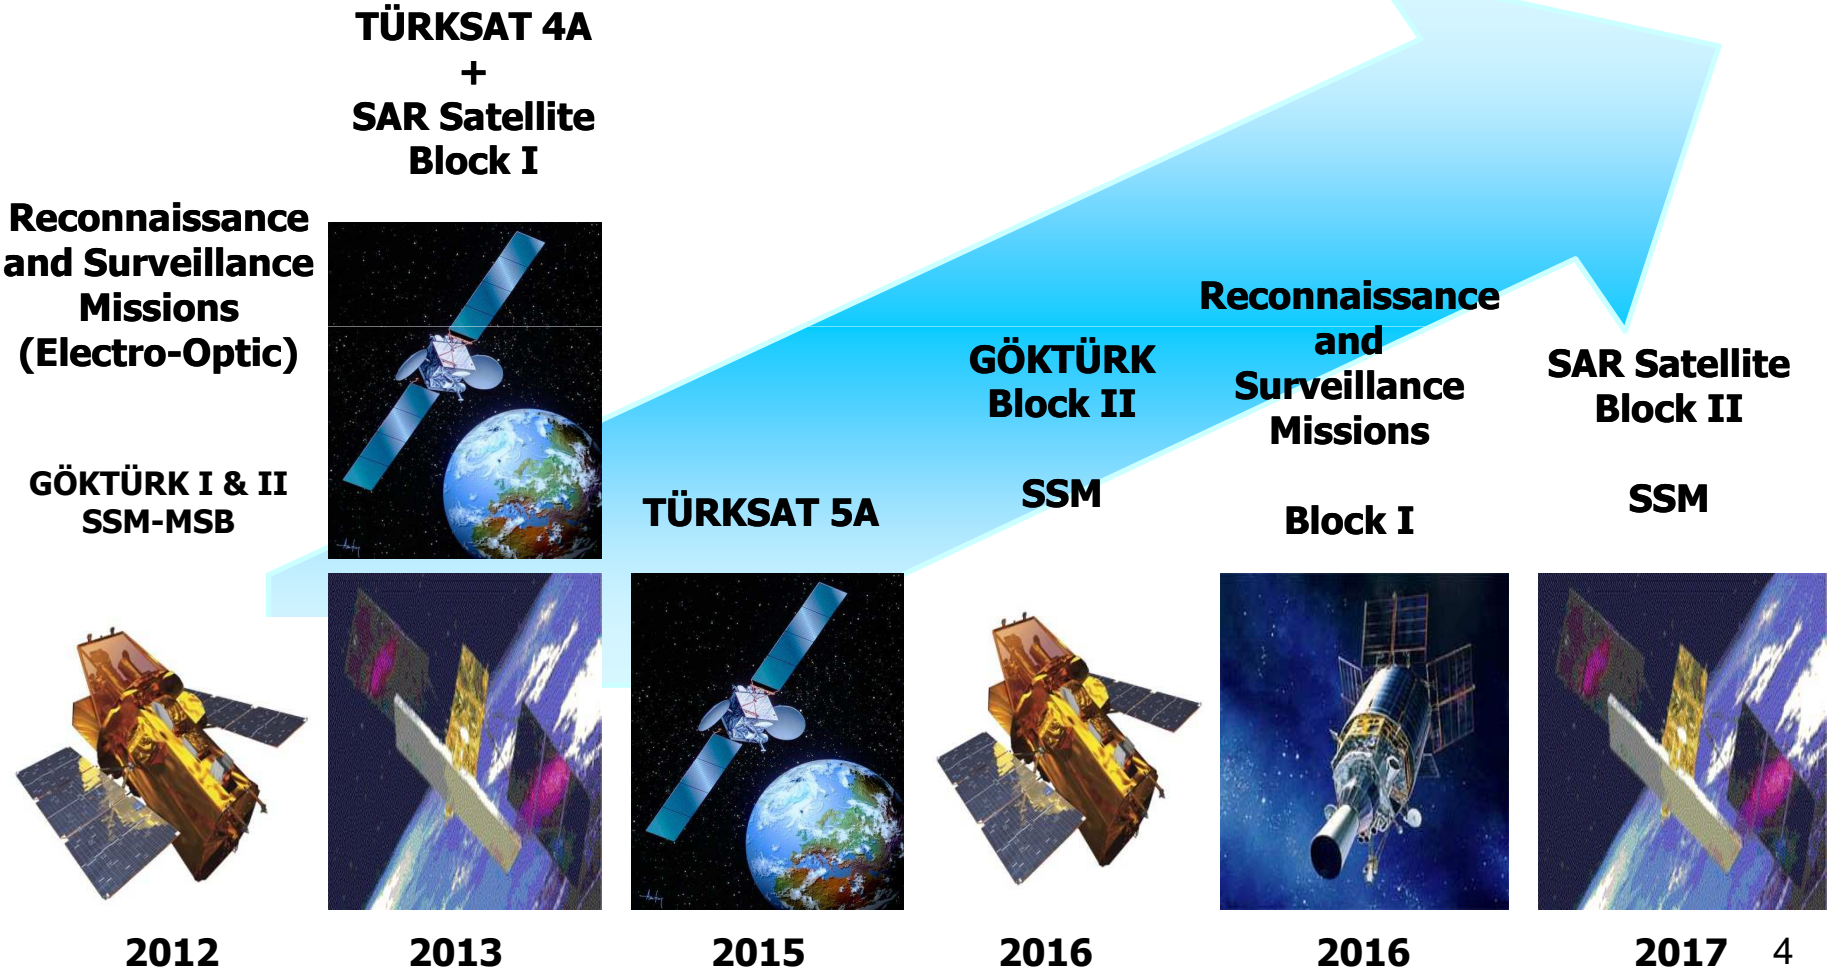 TÜRKSAT 4A
+
SAR Satellite
Block I
Reconnaissance
and Surveillance
Missions
(Electro-Optic)
GÖKTÜRK I & II
SSM-MSB
TÜRKSAT 5A
GÖKTÜRK
Block II
SSM
Reconnaissance
and
Surveillance
Missions
Block I
SAR Satellite
Block II
SSM
2012
2013
2015
2016
2016
2017
4